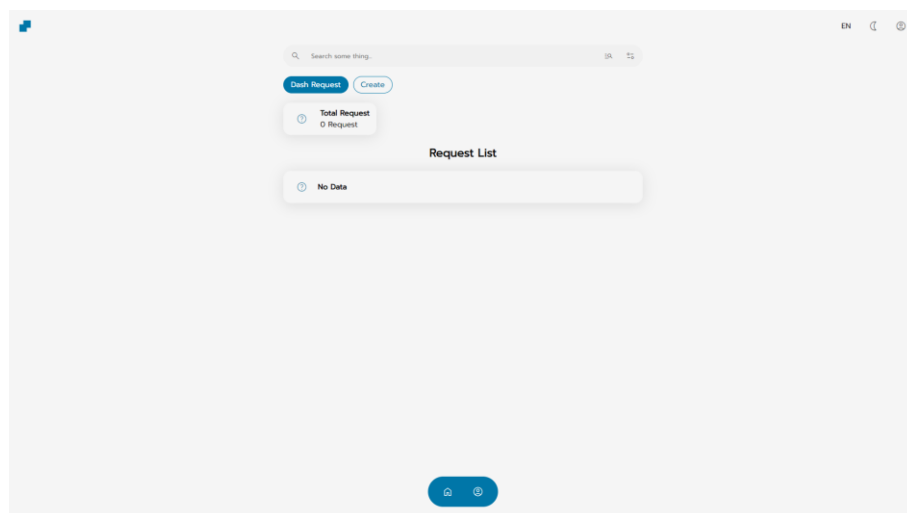 EN
Search some thing..
Dash Request
Create
Total Request
0 Request
Request List
No Data